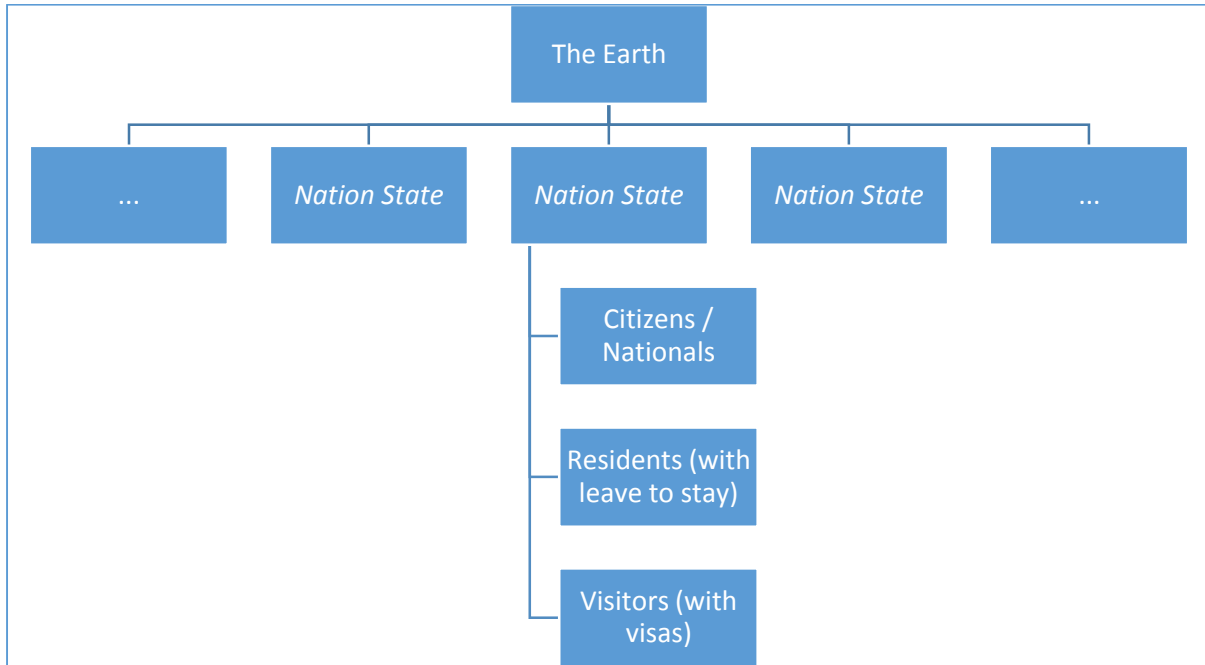 The Earth
...
Nation State
Nation State
Nation State
...
Citizens /
Nationals
Residents (with
leave to stay)
Visitors (with
visas)